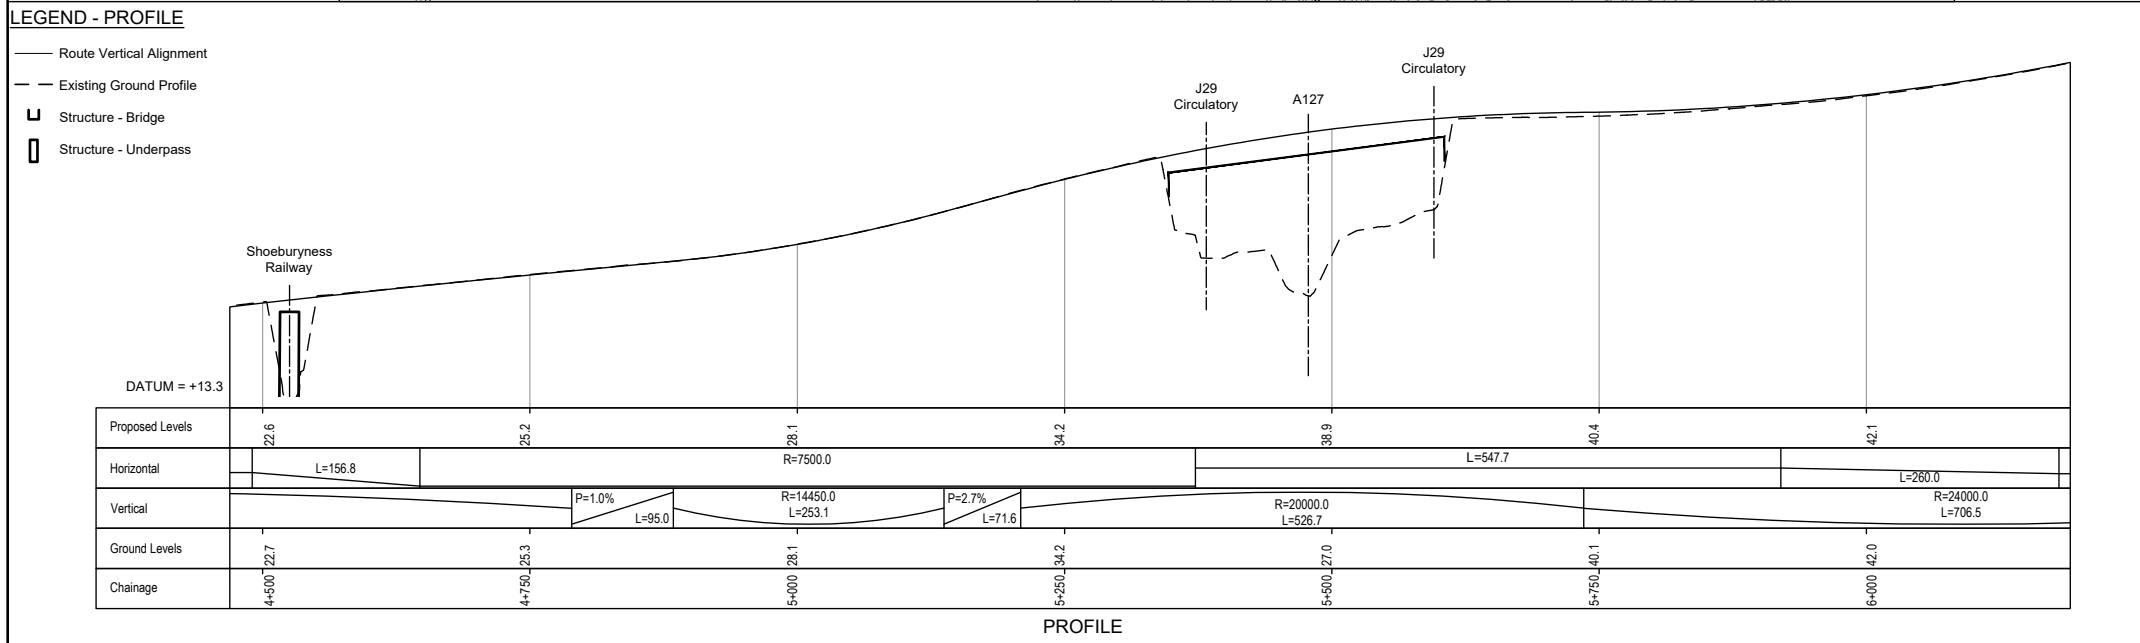 LEGEND - PROFILE
Route Vertical Alignment
Existing Ground Profile
Structure - Bridge
Structure - Underpass
J29
Circulatory
A127
J29
Circulatory
Shoeburyness
Railway
DATUM = +13.3
Proposed Levels
22.6
25.2
28.1
34.2
38.9
40.4
42.1
Horizontal
L=156.8
R=7500.0
L=547.7
L=260.0
Vertical
P=1.0%
L=95.0
R=14450.0
L=253.1
P=2.7%
L=71.6
R=20000.0
L=526.7
R=24000.0
L=706.5
Ground Levels
22.7
25.3
28.1
34.2
27.0
40.1
42.0
Chainage
4+500
4+750
5+000
5+250
5+500
5+750
6+000
PROFILE